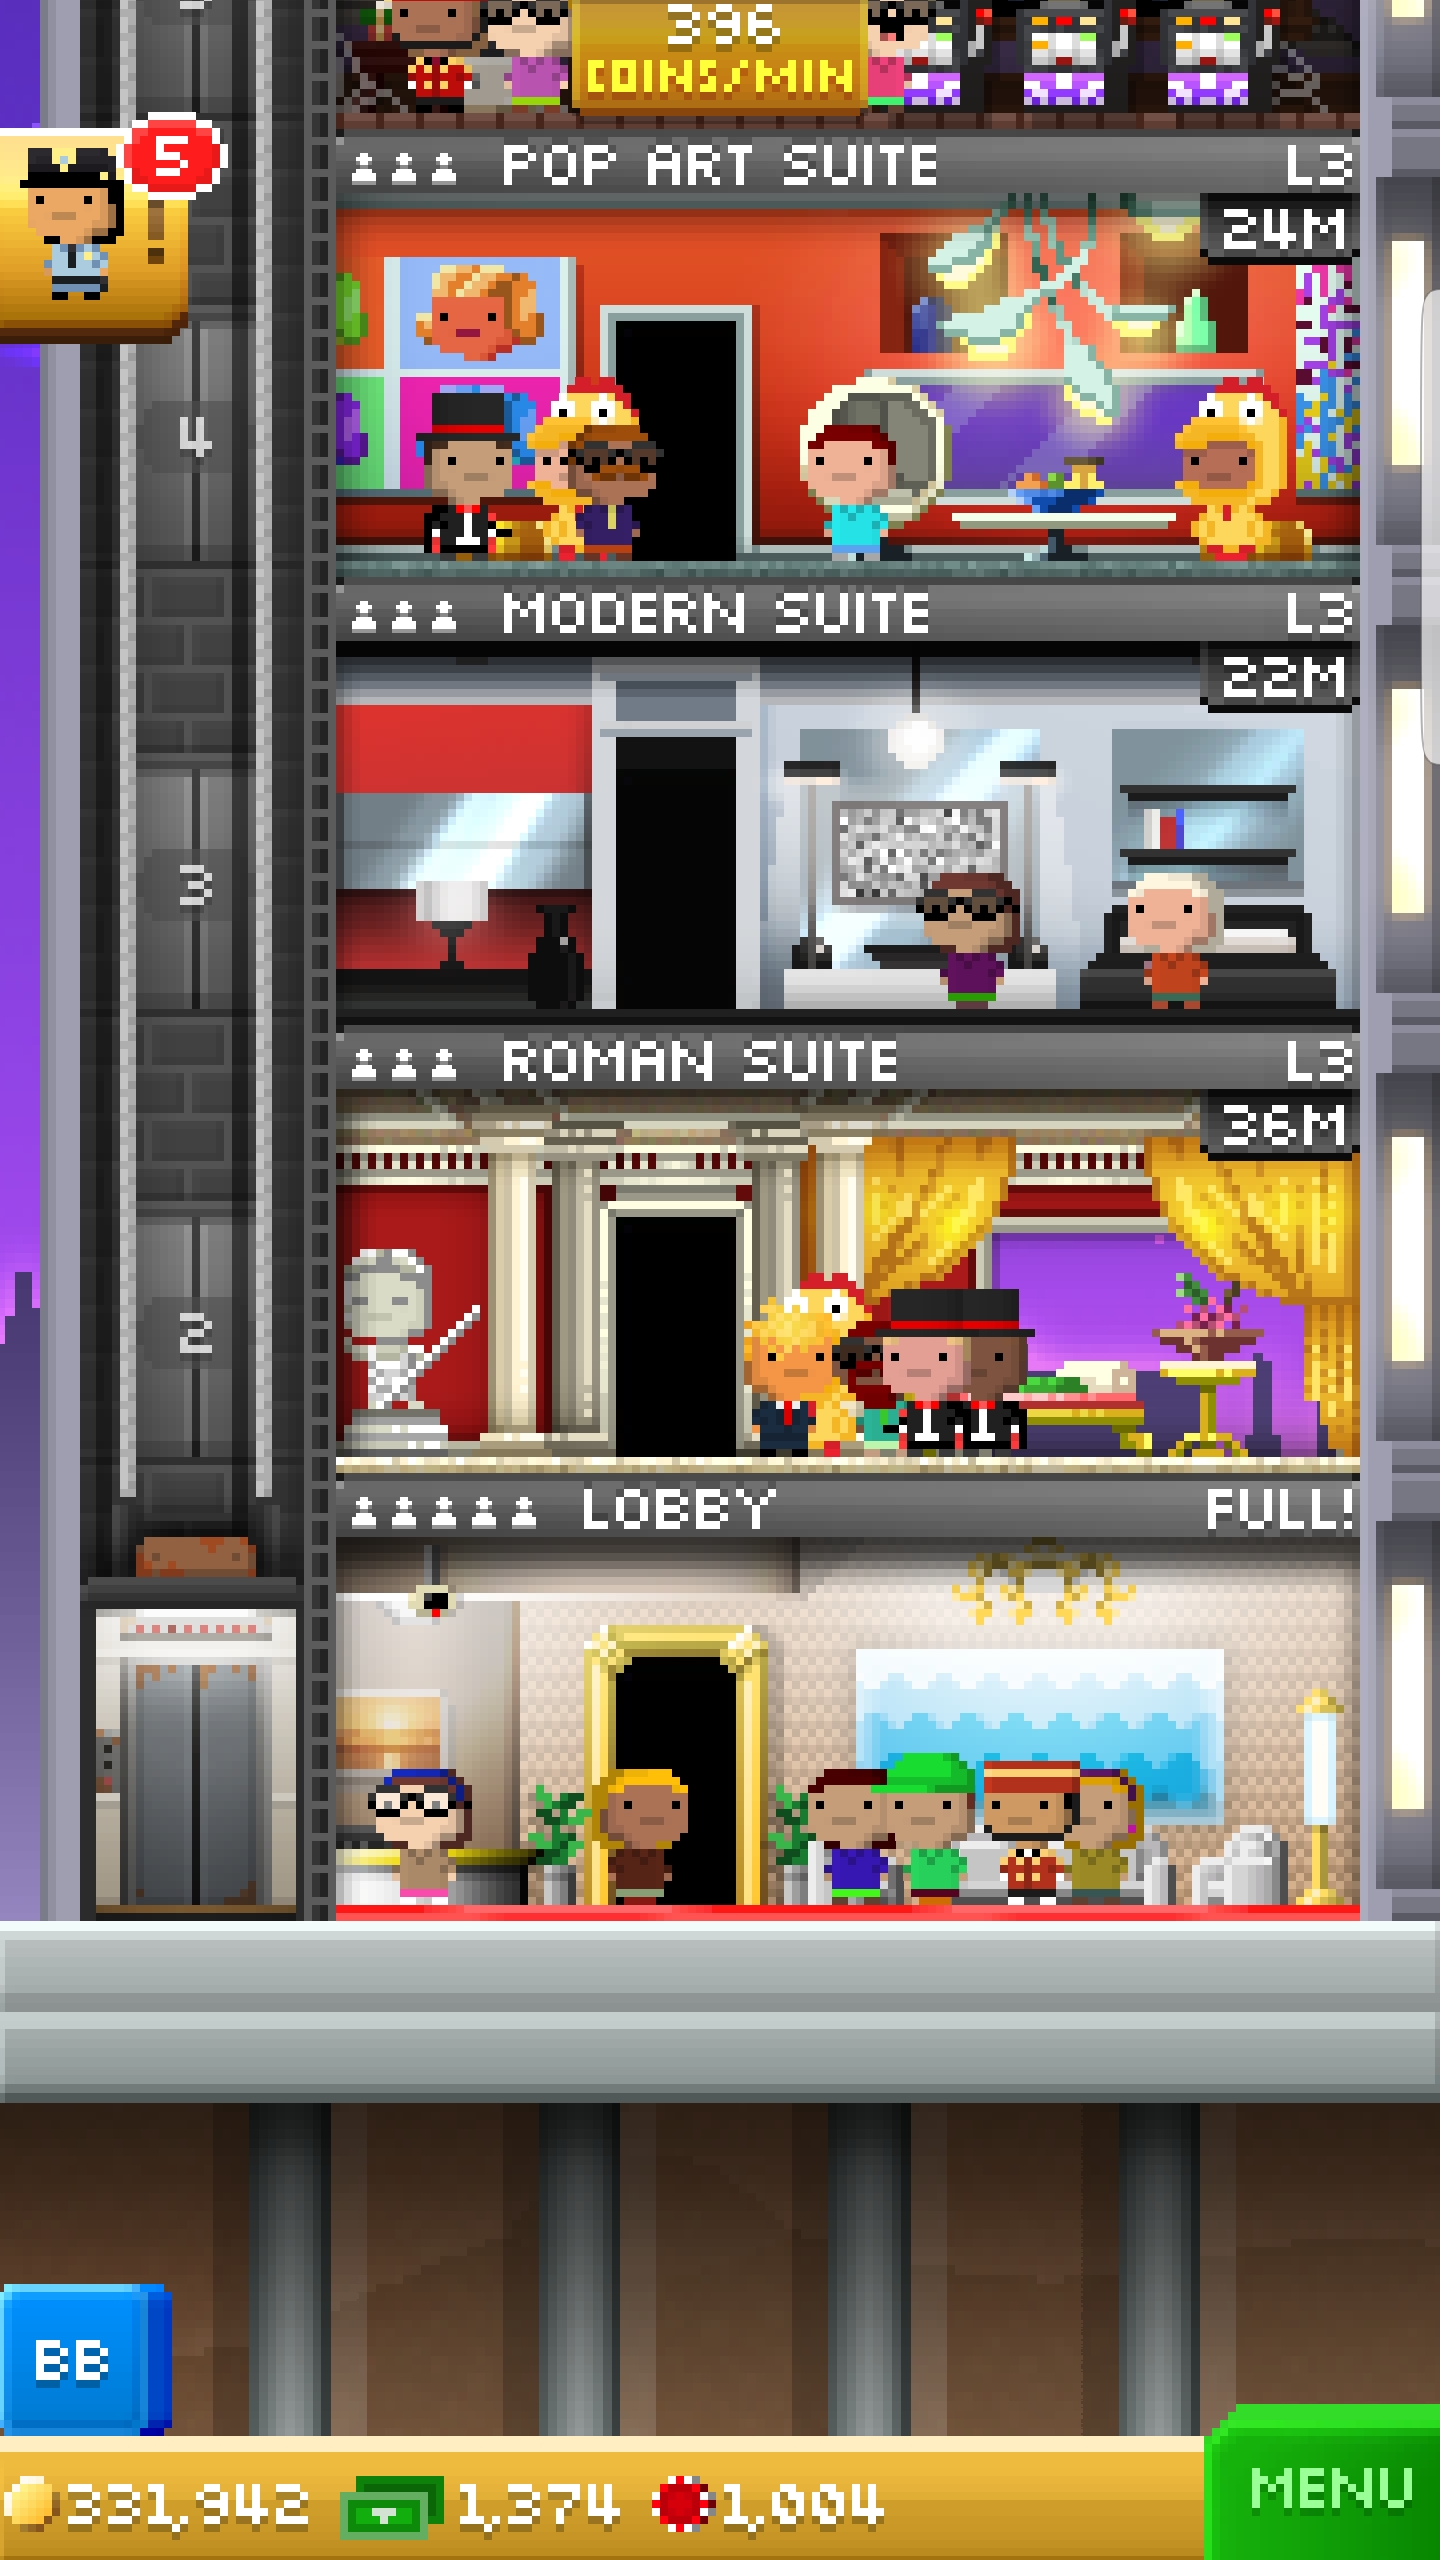 396
COINS/MIN
5
!
POP ART SUITE L3
24M
4
MODERN SUITE L3
22M
3
ROMAN SUITE L3
36M
2
LOBBY FULL!
BB
331,942 1,374 1,004
MENU